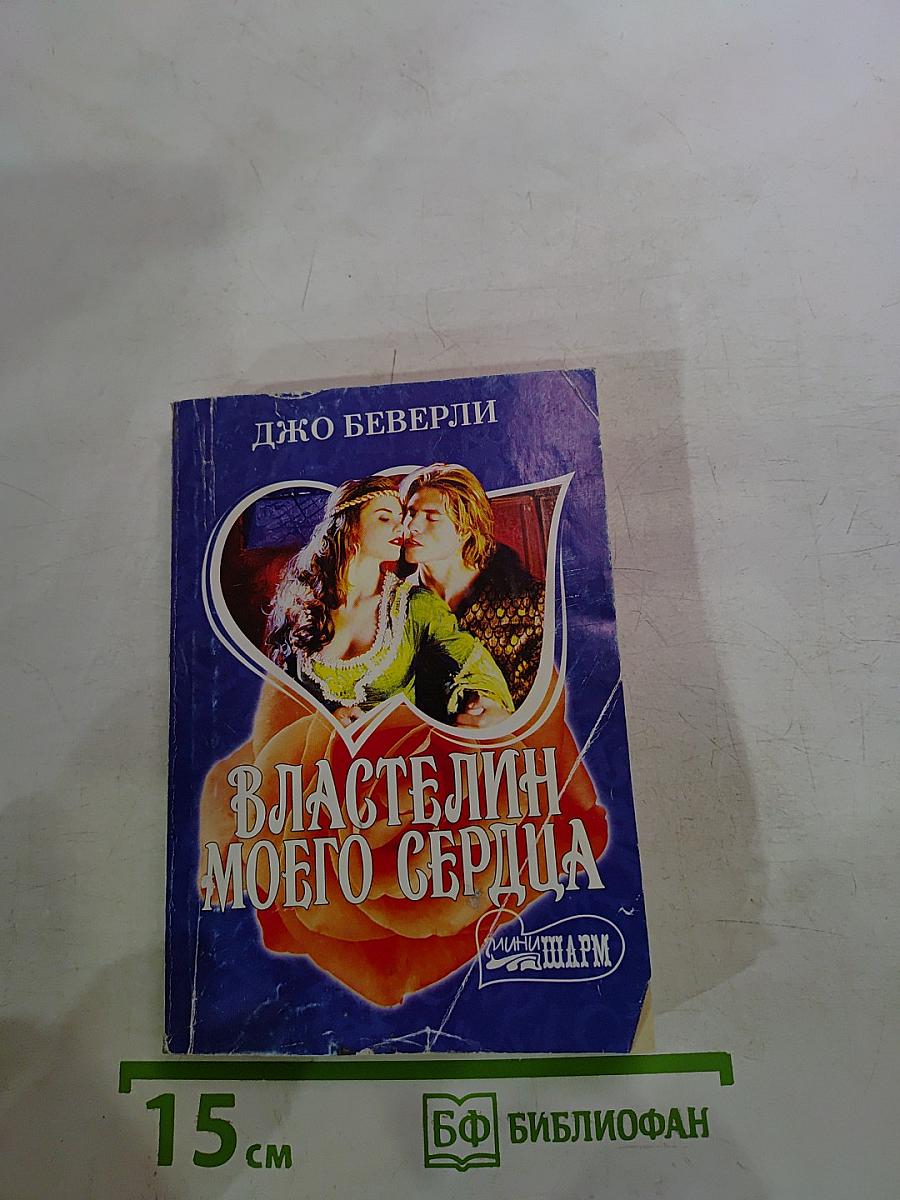 ДЖО БЕВЕРЛИ
ВЛАСТЕЛИН
МОЕГО СЕРДЦА
МИНИ ШАРМ
15 см
БФ БИБЛИОФАН